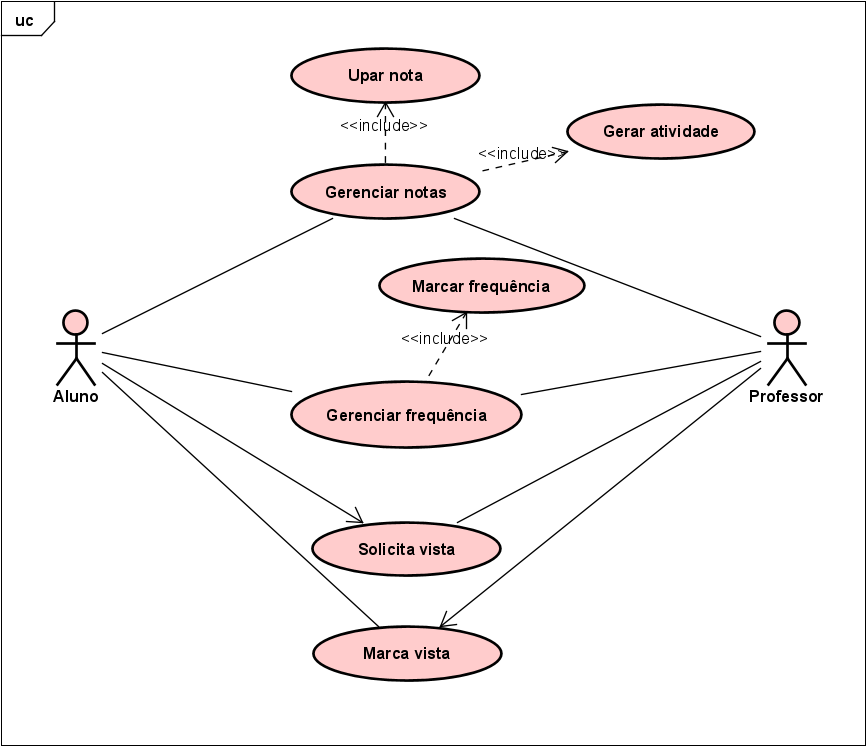 uc
Upar nota
<<include>>
Gerar atividade
<<include>>
Gerenciar notas
Marcar frequência
<<include>>
Aluno
Professor
Gerenciar frequência
Solicita vista
Marca vista